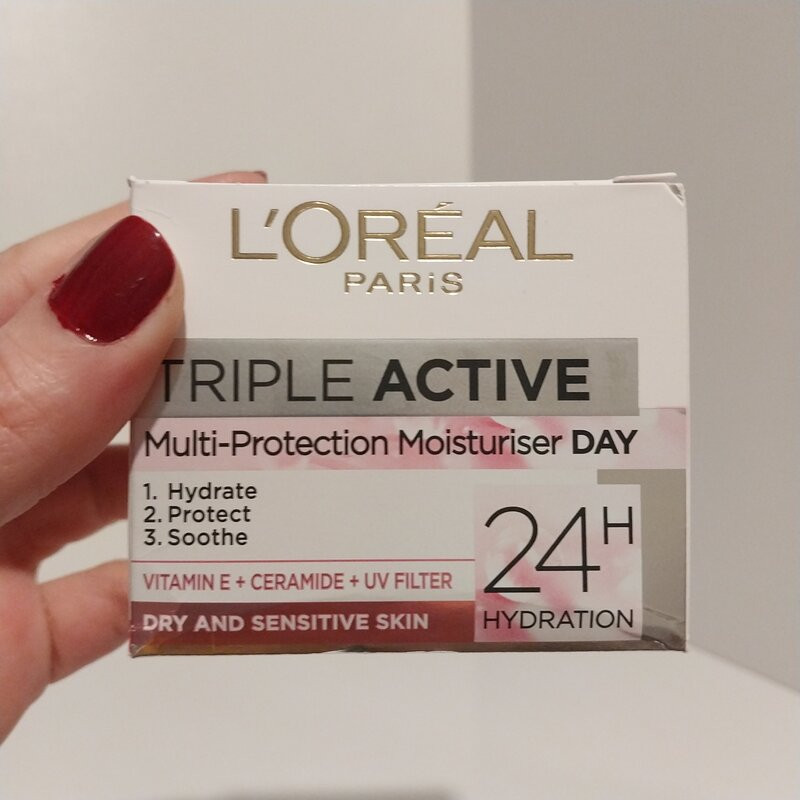 L'ORÉAL
PARiS
TRIPLE ACTIVE
Multi-Protection Moisturiser DAY
1. Hydrate
2. Protect
3. Soothe
VITAMIN E + CERAMIDE + UV FILTER
DRY AND SENSITIVE SKIN
24H
HYDRATION